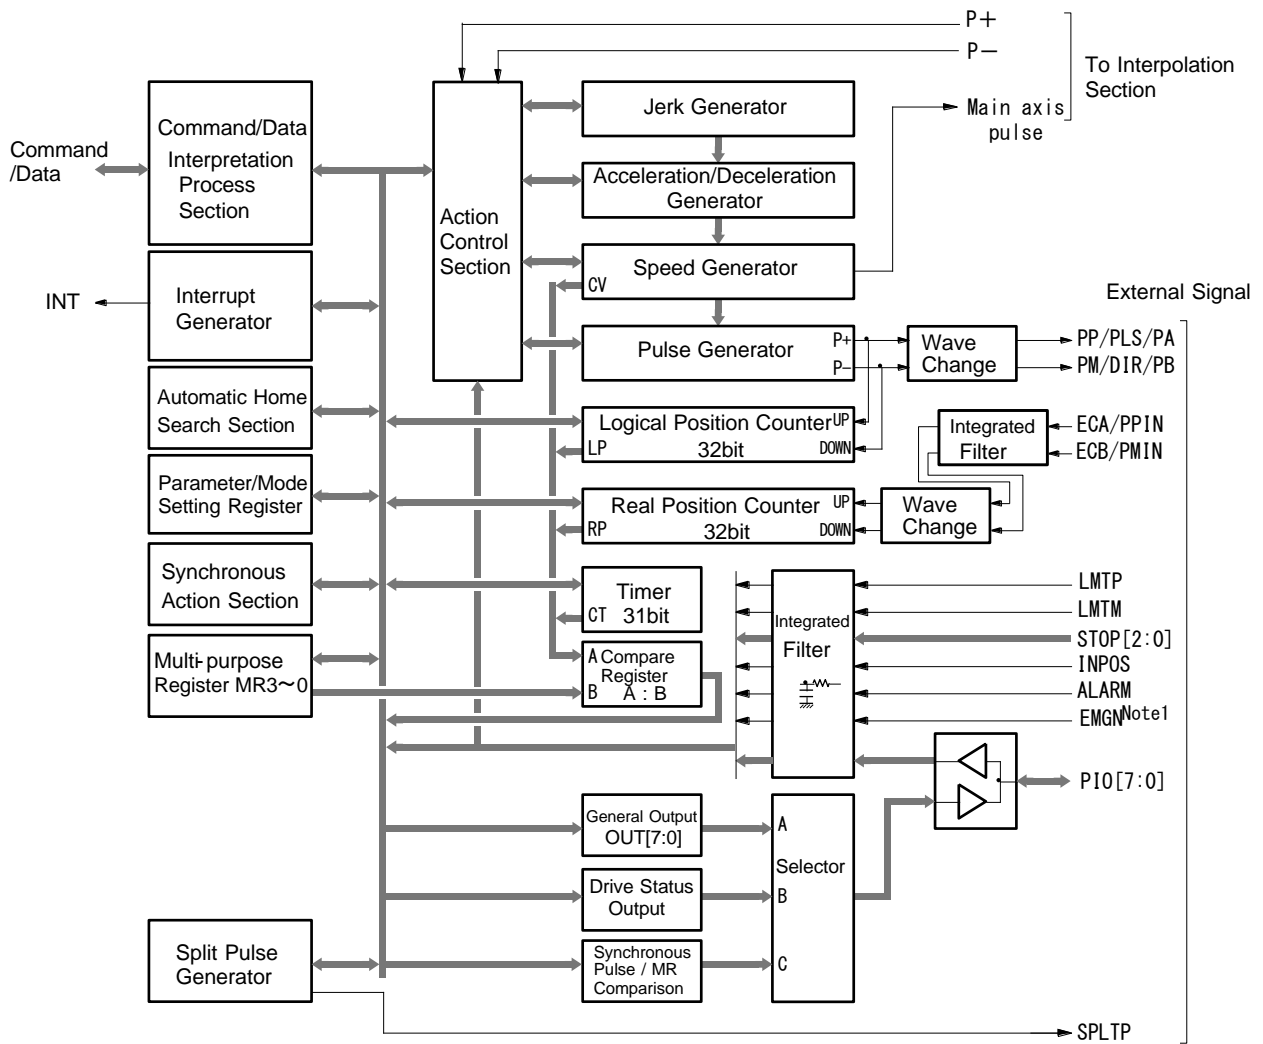 P+
P−
To Interpolation
Section
Main axis
pulse
Command
/Data
Command/Data
Interpretation
Process
Section
Action
Control
Section
Jerk Generator
Acceleration/Deceleration
Generator
Speed Generator
CV
INT
Interrupt
Generator
External Signal
Pulse Generator
P+
P-
Wave
Change
PP/PLS/PA
PM/DIR/PB
Automatic Home
Search Section
Logical Position Counter
32bit
UP
DOWN
LP
Integrated
Filter
ECA/PPIN
ECB/PMIN
Parameter/Mode
Setting Register
Real Position Counter
32bit
UP
DOWN
RP
Wave
Change
Synchronous
Action Section
Timer
31bit
CT
Integrated
Filter
LMTP
LMTM
STOP[2:0]
INPOS
ALARM
EMGN Note1
Multi-purpose
Register MR3～0
A
Compare
Register
B
A : B
PIO[7:0]
General Output
OUT[7:0]
A
Selector
Drive Status
Output
B
Split Pulse
Generator
Synchronous
Pulse / MR
Comparison
C
SPLTP